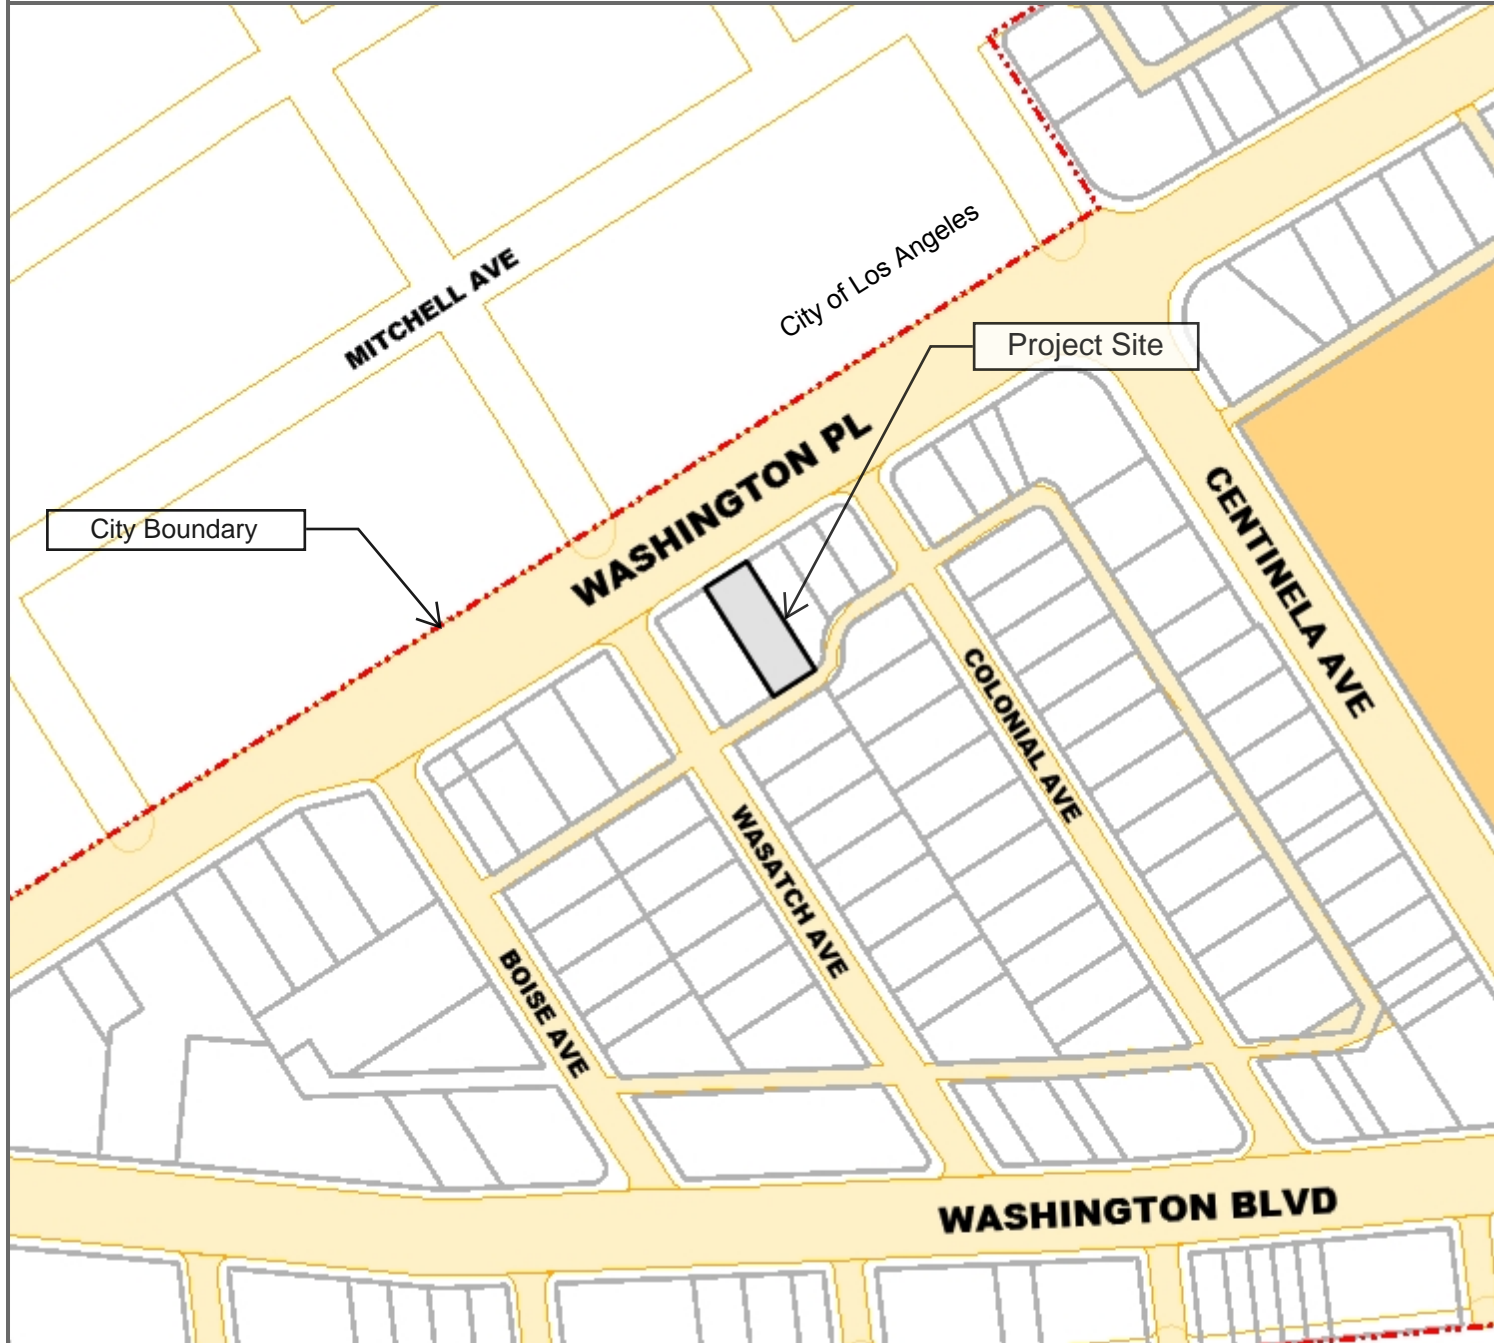 City of Los Angeles
MITCHELL AVE
Project Site
WASHINGTON PL
City Boundary
CENTINELA AVE
COLONIAL AVE
WASATCH AVE
BOISE AVE
WASHINGTON BLVD